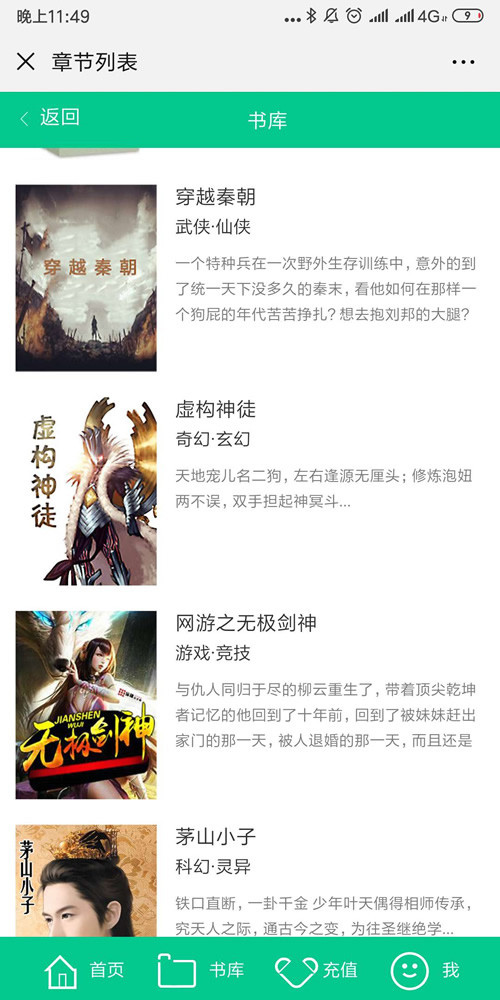 晚上11:49
4G
9
章节列表
返回
书库
穿越秦朝
穿越秦朝
武侠·仙侠
一个特种兵在一次野外生存训练中，意外的到
了统一天下没多久的秦末，看他如何在那样一
个狗屁的年代苦苦挣扎？想去抱刘邦的大腿？
虚构神徒
虚构神徒
奇幻·玄幻
天地宠儿名二狗，左右逢源无厘头；修炼泡妞
两不误，双手担起神冥斗...
JIANSHEN
WUJI
无极剑神
网游之无极剑神
游戏·竞技
与仇人同归于尽的柳云重生了，带着顶尖乾坤
者记忆的他回到了十年前，回到了被妹妹赶出
家门的那一天，被人退婚的那一天，而且还是
茅山小子
茅山小子
科幻·灵异
铁口直断，一卦千金 少年叶天偶得相师传承，
究天人之际，通古今之变，为往圣继绝学...
首页
书库
充值
我